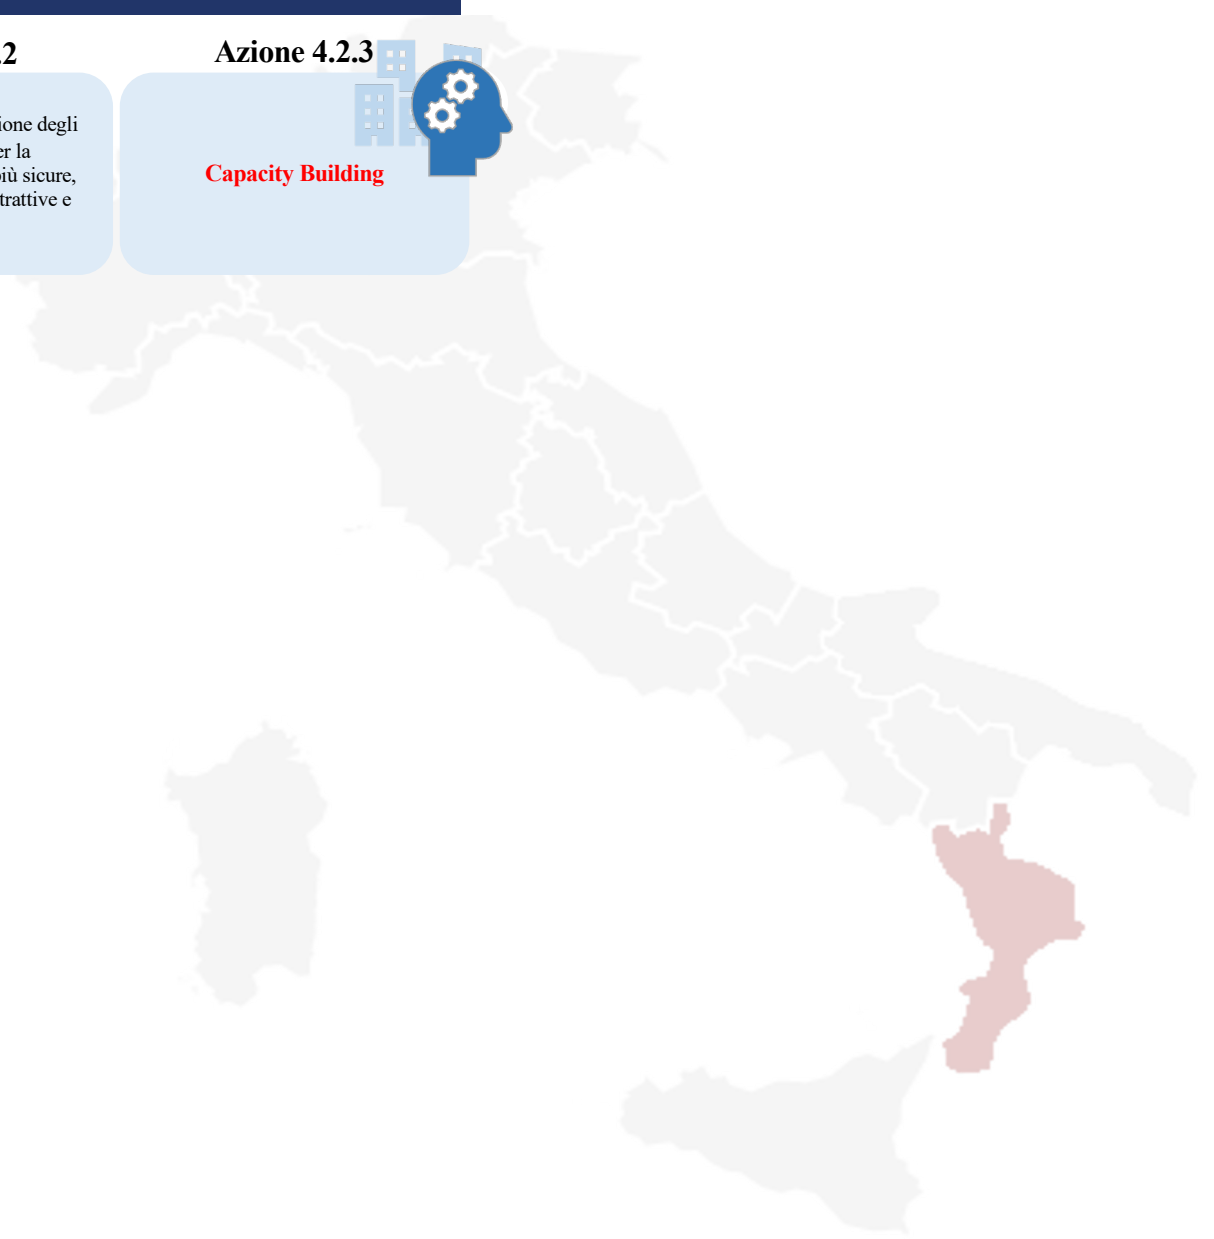 .2
Azione 4.2.3
ione degli
er la
più sicure,
trattive e
Capacity Building